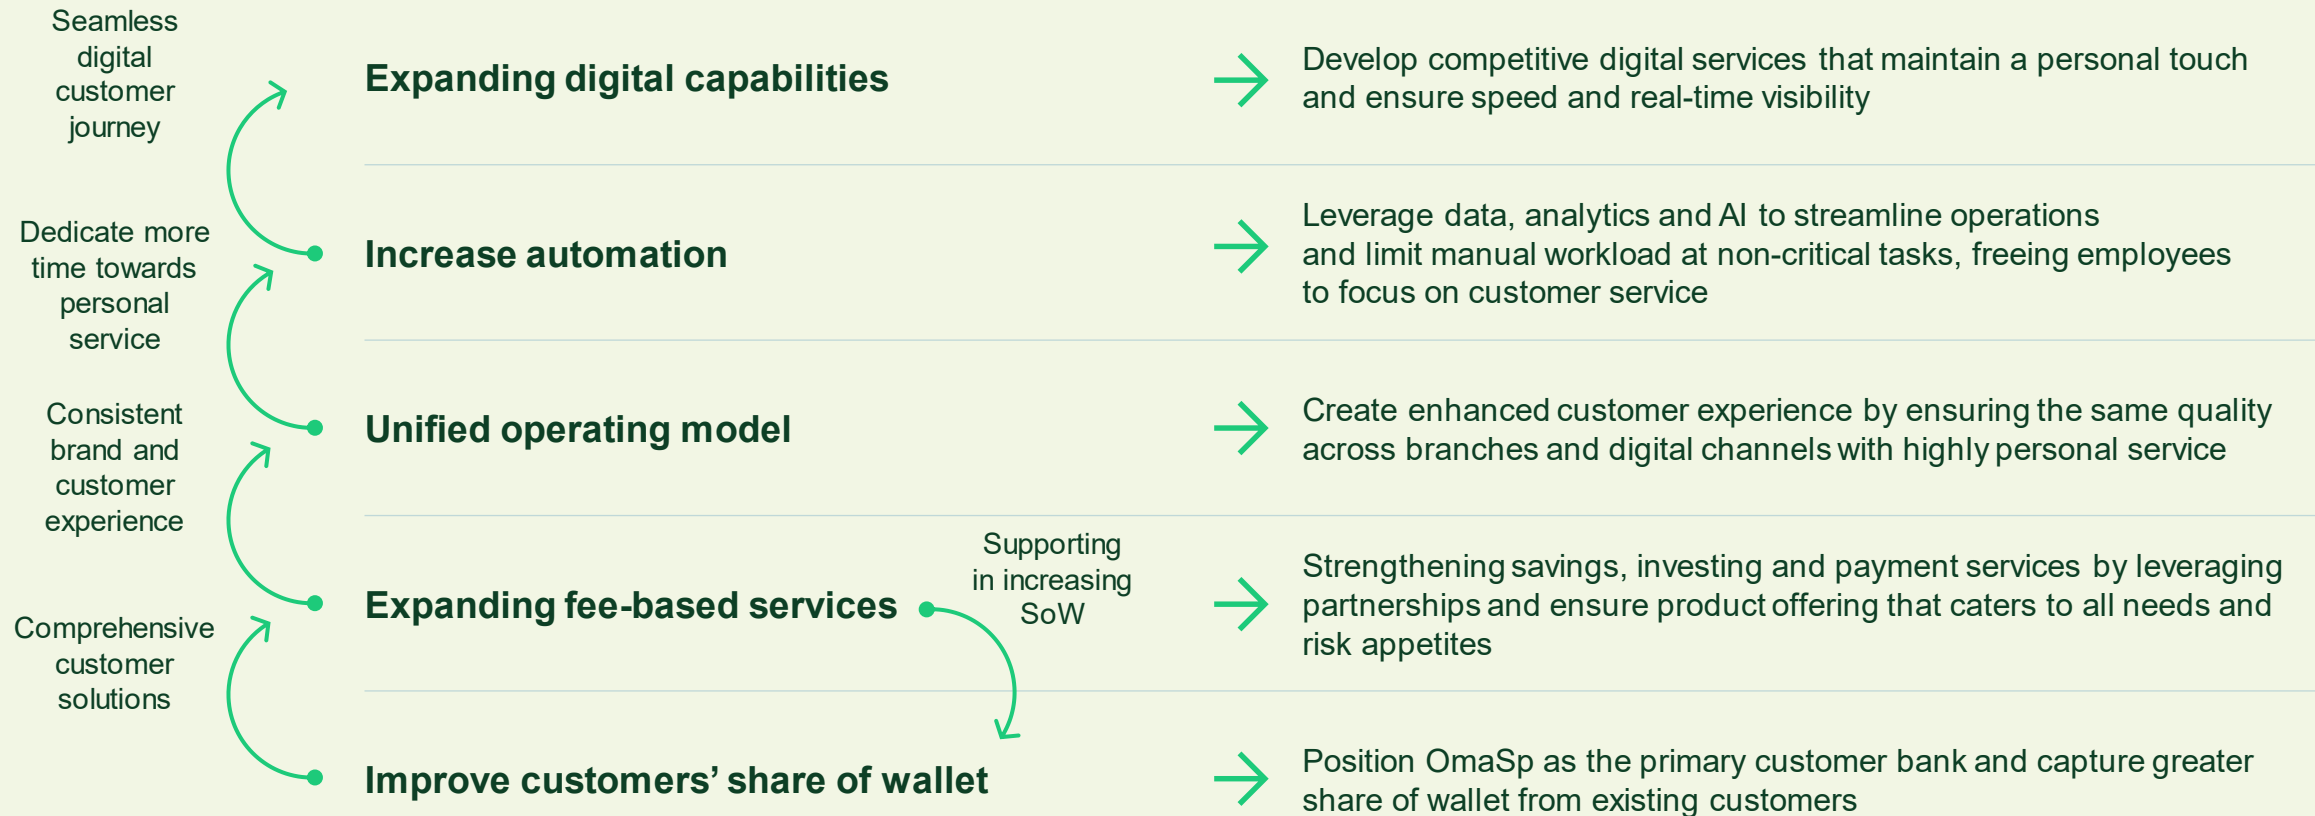 Seamless
digital
customer
journey
Expanding digital capabilities
Develop competitive digital services that maintain a personal touch
and ensure speed and real-time visibility
Dedicate more
time towards
personal
service
Increase automation
Leverage data, analytics and AI to streamline operations
and limit manual workload at non-critical tasks, freeing employees
to focus on customer service
Consistent
brand and
customer
experience
Unified operating model
Create enhanced customer experience by ensuring the same quality
across branches and digital channels with highly personal service
Comprehensive
customer
solutions
Expanding fee-based services
Supporting
in increasing
SoW
Strengthening savings, investing and payment services by leveraging
partnerships and ensure product offering that caters to all needs and
risk appetites
Improve customers’ share of wallet
Position OmaSp as the primary customer bank and capture greater
share of wallet from existing customers